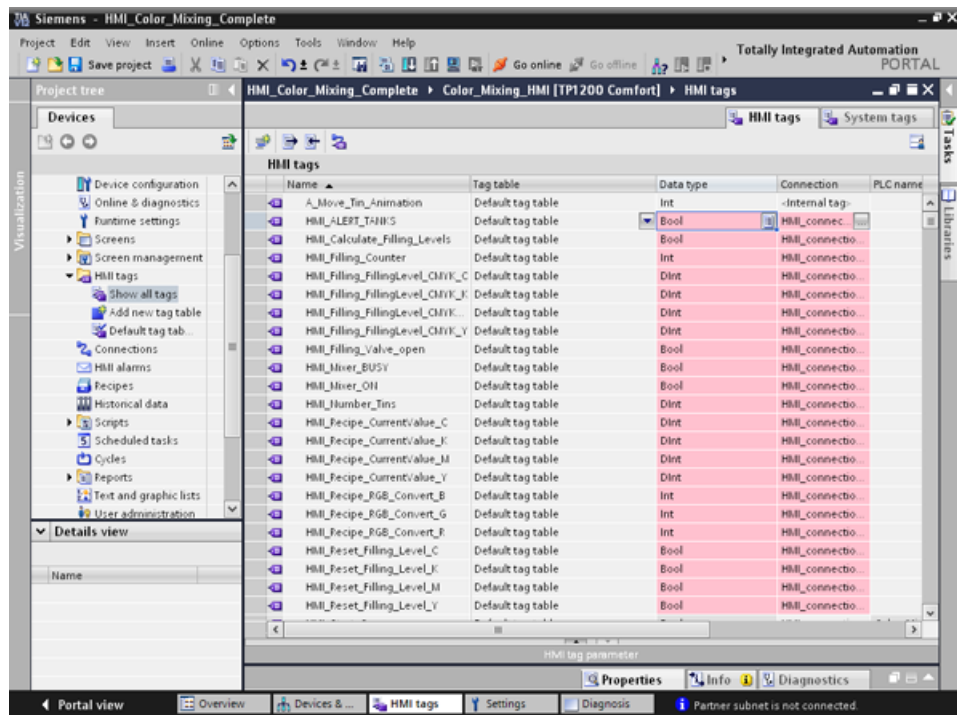 Siemens - HMI_Color_Mixing_Complete
Project Edit View Insert Online Options Tools Window Help
Totally Integrated Automation
PORTAL
Save project Go online Go offline
Project tree
HMI_Color_Mixing_Complete Color_Mixing_HMI [TP1200 Comfort] HMI tags
Devices
HMI tags System tags
HMI tags
Name Tag table Data type Connection PLC name
Device configuration
Online & diagnostics
Runtime settings
Screens
Screen management
HMI tags
Show all tags
Add new tag table
Default tag tab...
Connections
HMI alarms
Recipes
Historical data
Scripts
Scheduled tasks
Cycles
Reports
Text and graphic lists
User administration
A_Move_Tin_Animation Default tag table Int <Internal tag>
HMI_ALERT_TANKS Default tag table Bool HMI_connec...
HMI_Calculate_Filling_Levels Default tag table Bool HMI_connectio...
HMI_Filling_Counter Default tag table Int HMI_connectio...
HMI_Filling_FillingLevel_CMYK_C Default tag table DInt HMI_connectio...
HMI_Filling_FillingLevel_CMYK_K Default tag table DInt HMI_connectio...
HMI_Filling_FillingLevel_CMYK... Default tag table DInt HMI_connectio...
HMI_Filling_FillingLevel_CMYK_Y Default tag table DInt HMI_connectio...
HMI_Filling_Valve_open Default tag table Bool HMI_connectio...
HMI_Mixer_BUSY Default tag table Bool HMI_connectio...
HMI_Mixer_ON Default tag table Bool HMI_connectio...
HMI_Number_Tins Default tag table DInt HMI_connectio...
HMI_Recipe_CurrentValue_C Default tag table DInt HMI_connectio...
HMI_Recipe_CurrentValue_K Default tag table DInt HMI_connectio...
HMI_Recipe_CurrentValue_M Default tag table DInt HMI_connectio...
HMI_Recipe_CurrentValue_Y Default tag table DInt HMI_connectio...
HMI_Recipe_RGB_Convert_B Default tag table Int HMI_connectio...
HMI_Recipe_RGB_Convert_G Default tag table Int HMI_connectio...
HMI_Recipe_RGB_Convert_R Default tag table Int HMI_connectio...
HMI_Reset_Filling_Level_C Default tag table Bool HMI_connectio...
HMI_Reset_Filling_Level_K Default tag table Bool HMI_connectio...
HMI_Reset_Filling_Level_M Default tag table Bool HMI_connectio...
HMI_Reset_Filling_Level_Y Default tag table Bool HMI_connectio...
Details view
Name
HMI tag parameter
Properties Info Diagnostics
Visualization
Tasks
Libraries
Portal view Overview Devices & ... HMI tags Settings Diagnosis Partner subnet is not connected.